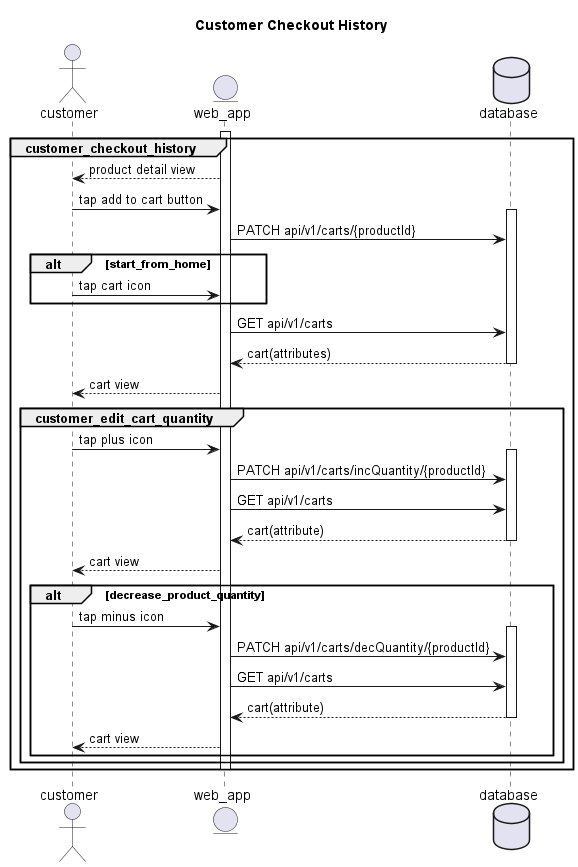 Customer Checkout History
customer
web_app
database
customer_checkout_history
product detail view
tap add to cart button
PATCH api/v1/carts/{productId}
alt [start_from_home]
tap cart icon
GET api/v1/carts
cart(attributes)
cart view
customer_edit_cart_quantity
tap plus icon
PATCH api/v1/carts/incQuantity/{productId}
GET api/v1/carts
cart(attribute)
cart view
alt [decrease_product_quantity]
tap minus icon
PATCH api/v1/carts/decQuantity/{productId}
GET api/v1/carts
cart(attribute)
cart view
customer
web_app
database